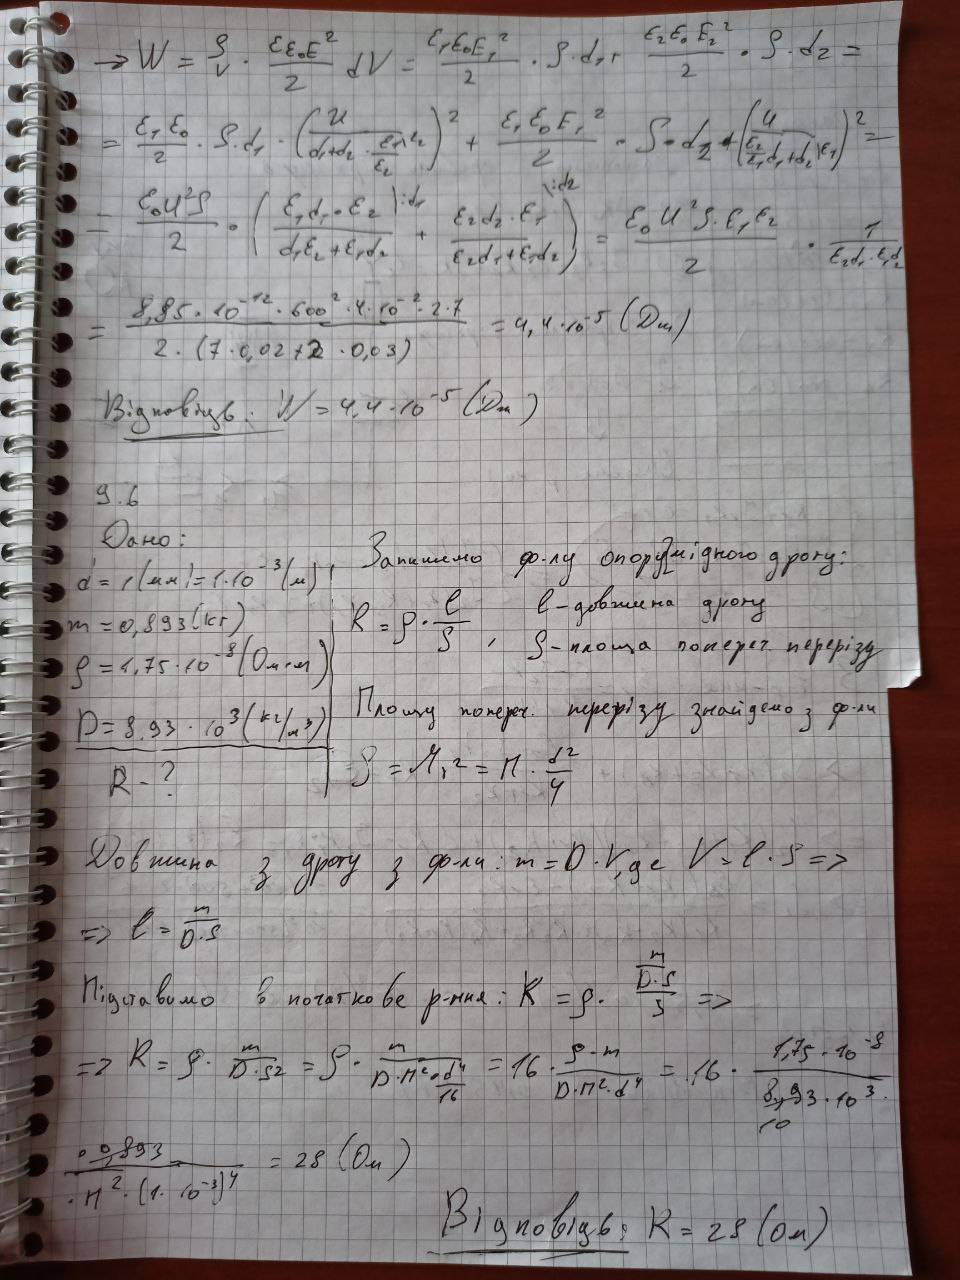 → W = ∫v · εε₀E²/2 dV = ε₁ε₀E₁²/2 · S · d₁ + ε₂ε₀E₂²/2 · S · d₂ =
= ε₁ε₀/2 · S · d₁ · (U/(d₁+d₂ · ε₁/ε₂))² + ε₁ε₀E₁²/2 · S · d₂ · (U/(ε₂/ε₁ d₁+d₂))² =
= ε₀U²S/2 · (ε₁d₁ · ε₂/(d₁ε₂+ε₁d₂) |:d₁ + ε₂d₂ · ε₁/(ε₂d₁+ε₁d₂) |:d₂) = ε₀U²S · ε₁ε₂/2 · 1/(ε₂d₁ · ε₁d₂)
= 8,85 · 10⁻¹² · 600² · 4 · 10⁻² · 2 · 7/(2 · (7 · 0,02 + 2 · 0,03)) = 4,4 · 10⁻⁵ (Дж)
Відповідь: W = 4,4 · 10⁻⁵ (Дж)
9.6
Дано:
d = 1(мм) = 1 · 10⁻³(м)
m = 0,893(кг)
ρ = 1,75 · 10⁻⁸(Ом·м)
D = 8,93 · 10³(кг/м³)
R - ?
Запишемо ф-лу опору мідного дроту:
R = ρ · l/S, l - довжина дроту
S - площа попереч. перерізу
Площу попереч. перерізу знайдемо з ф-ли
S = πr² = π · d²/4
Довжина з дроту з ф-ли: m = D · V, де V = l · S =>
=> l = m/(D · S)
Підставимо в початкове р-ння: R = ρ · (m/(D · S))/S =>
=> R = ρ · m/(D · S²) = ρ · m/(D · π² · d⁴/16) = 16 · ρ · m/(D · π² · d⁴) = 16 · 1,75 · 10⁻⁸/(8,93 · 10³ ·
· 0,893/(· π² · (1 · 10⁻³)⁴) = 28 (Ом)
Відповідь: R = 28 (Ом)